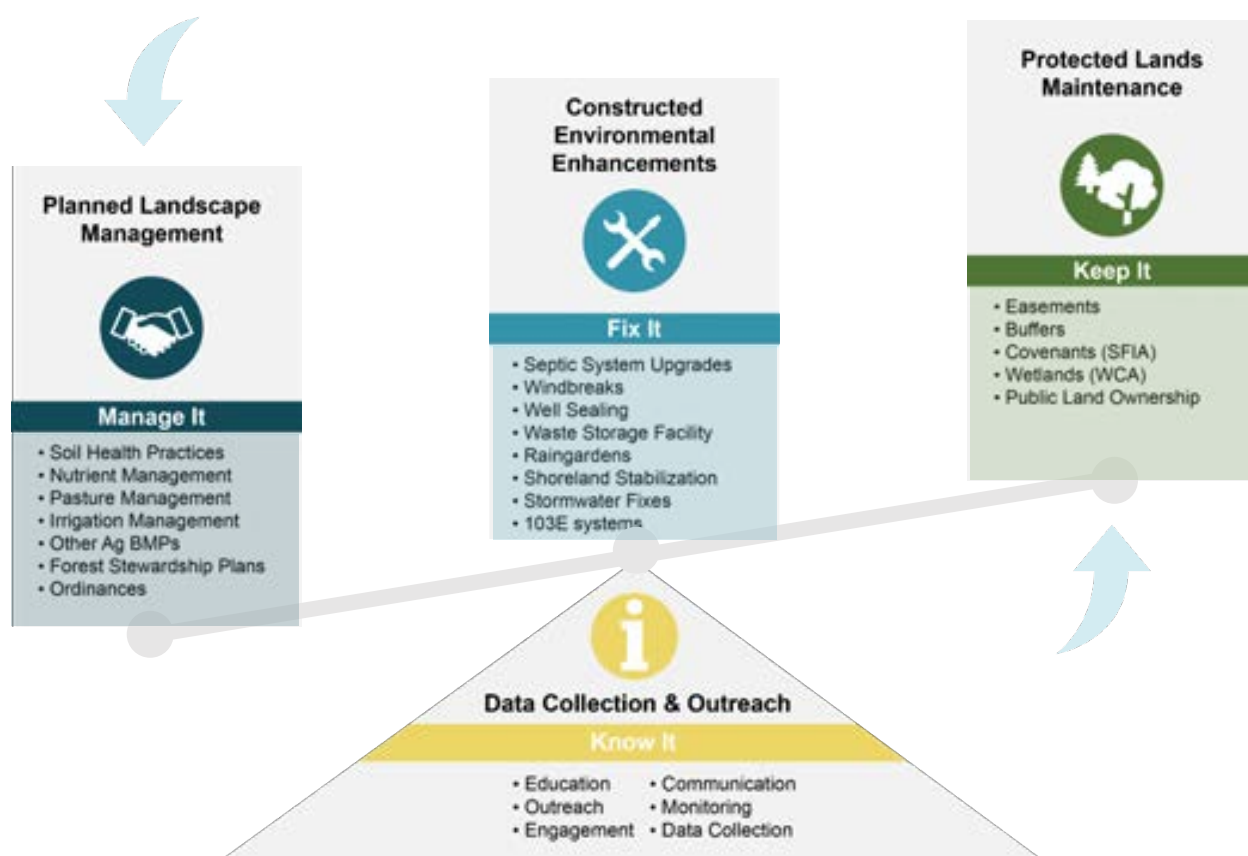 Planned Landscape
Management
Manage It
• Soil Health Practices
• Nutrient Management
• Pasture Management
• Irrigation Management
• Other Ag BMPs
• Forest Stewardship Plans
• Ordinances
Constructed
Environmental
Enhancements
Fix It
• Septic System Upgrades
• Windbreaks
• Well Sealing
• Waste Storage Facility
• Raingardens
• Shoreland Stabilization
• Stormwater Fixes
• 103E systems
Protected Lands
Maintenance
Keep It
• Easements
• Buffers
• Covenants (SFIA)
• Wetlands (WCA)
• Public Land Ownership
Data Collection & Outreach
Know It
• Education
• Outreach
• Engagement
• Communication
• Monitoring
• Data Collection